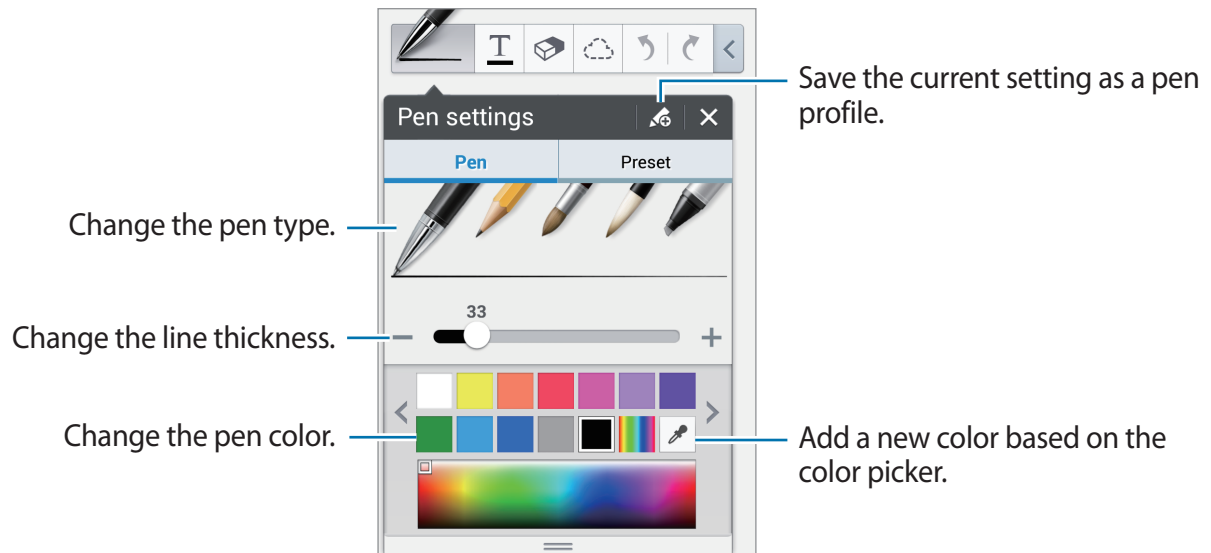 T
Save the current setting as a pen
profile.
Pen settings
Pen
Preset
Change the pen type.
33
Change the line thickness.
Change the pen color.
Add a new color based on the
color picker.